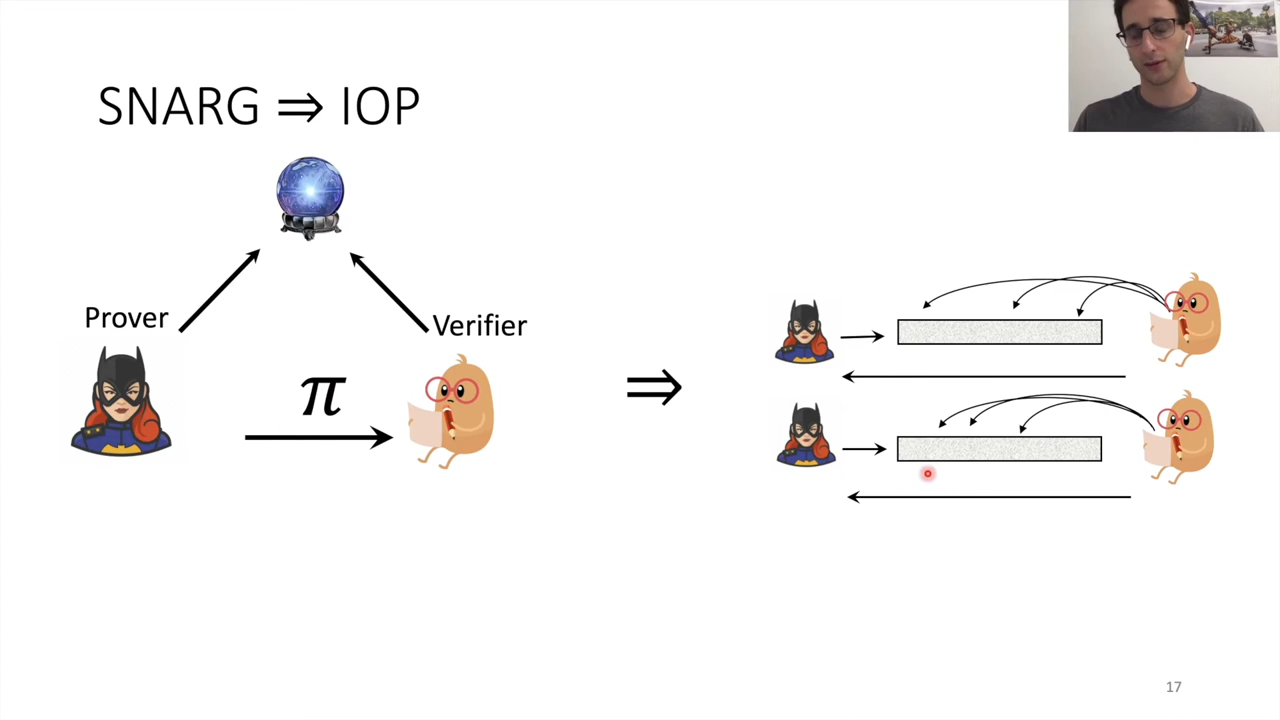 SNARG ⇒ IOP
Prover
Verifier
π
⇒
17